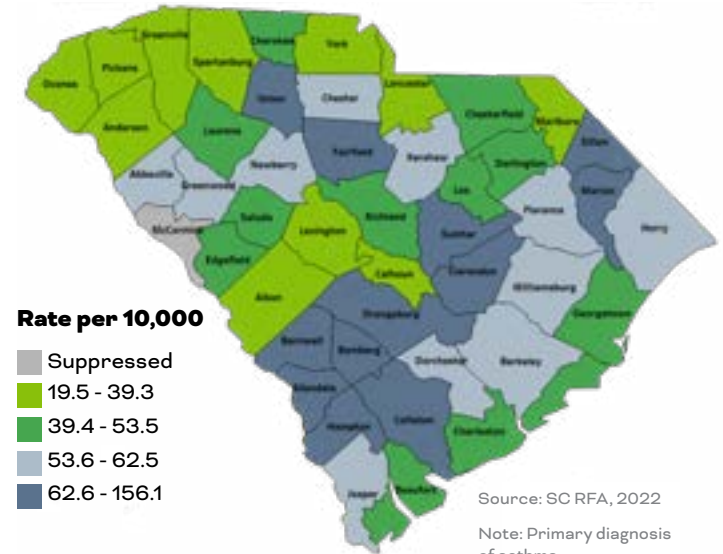 Greenville
Cherokee
York
Spartanburg
Pickens
Oconee
Anderson
Union
Chester
Lancaster
Chesterfield
Marlboro
Laurens
Dillon
Fairfield
Kershaw
Darlington
Newberry
Abbeville
Greenwood
Lee
Marion
Florence
Saluda
Richland
McCormick
Lexington
Sumter
Horry
Edgefield
Calhoun
Clarendon
Aiken
Williamsburg
Orangeburg
Georgetown
Barnwell
Bamberg
Dorchester
Berkeley
Allendale
Colleton
Hampton
Charleston
Jasper
Beaufort
Rate per 10,000
Suppressed
19.5 - 39.3
39.4 - 53.5
53.6 - 62.5
62.6 - 156.1
Source: SC RFA, 2022
Note: Primary diagnosis
of asthma